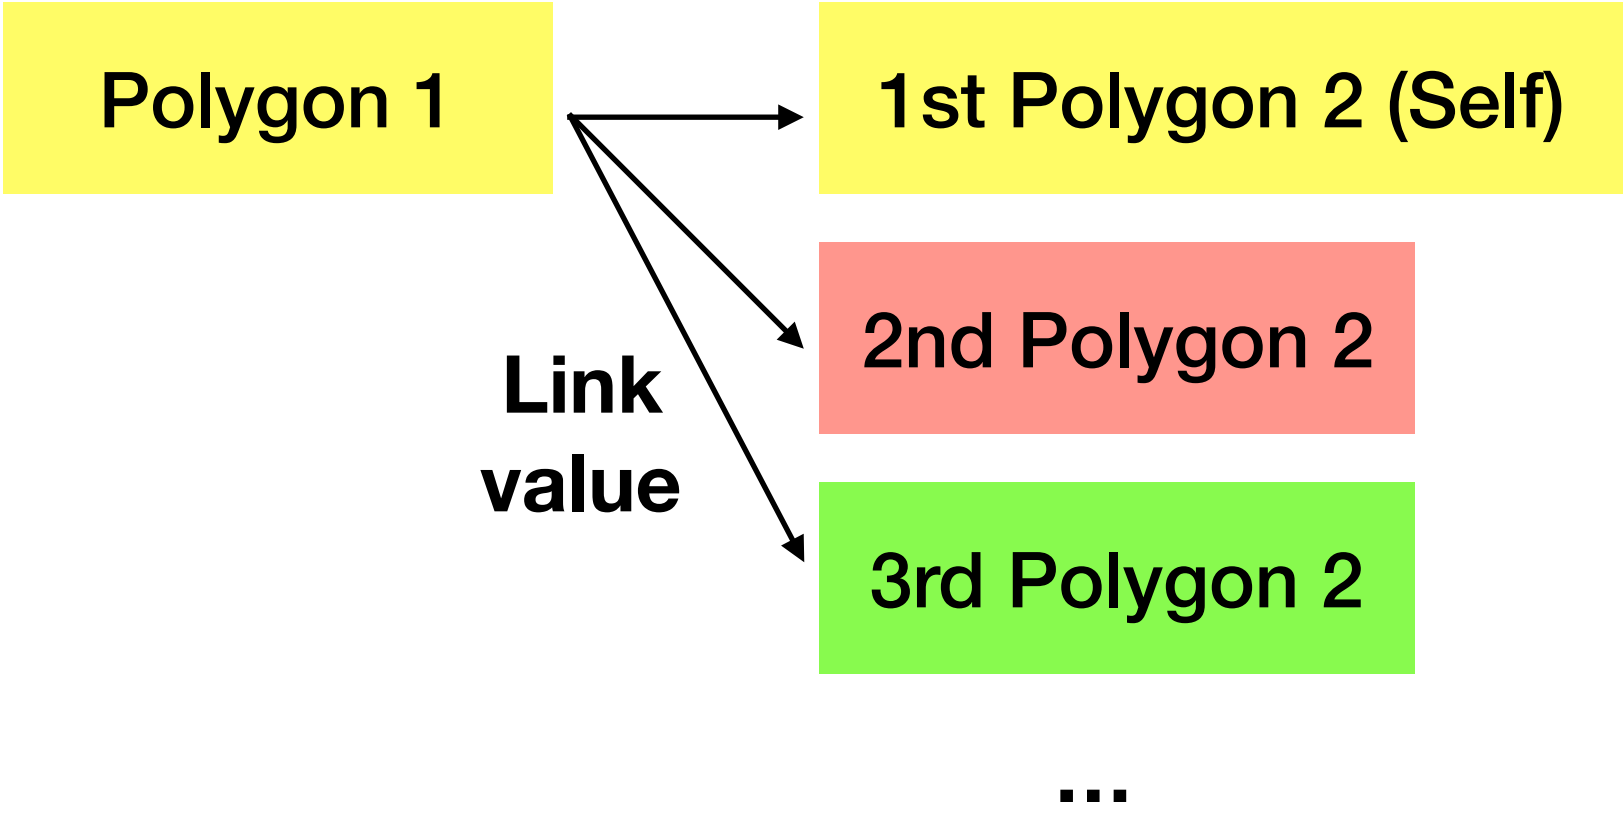 Polygon 1
1st Polygon 2 (Self)
2nd Polygon 2
Link
value
3rd Polygon 2
...